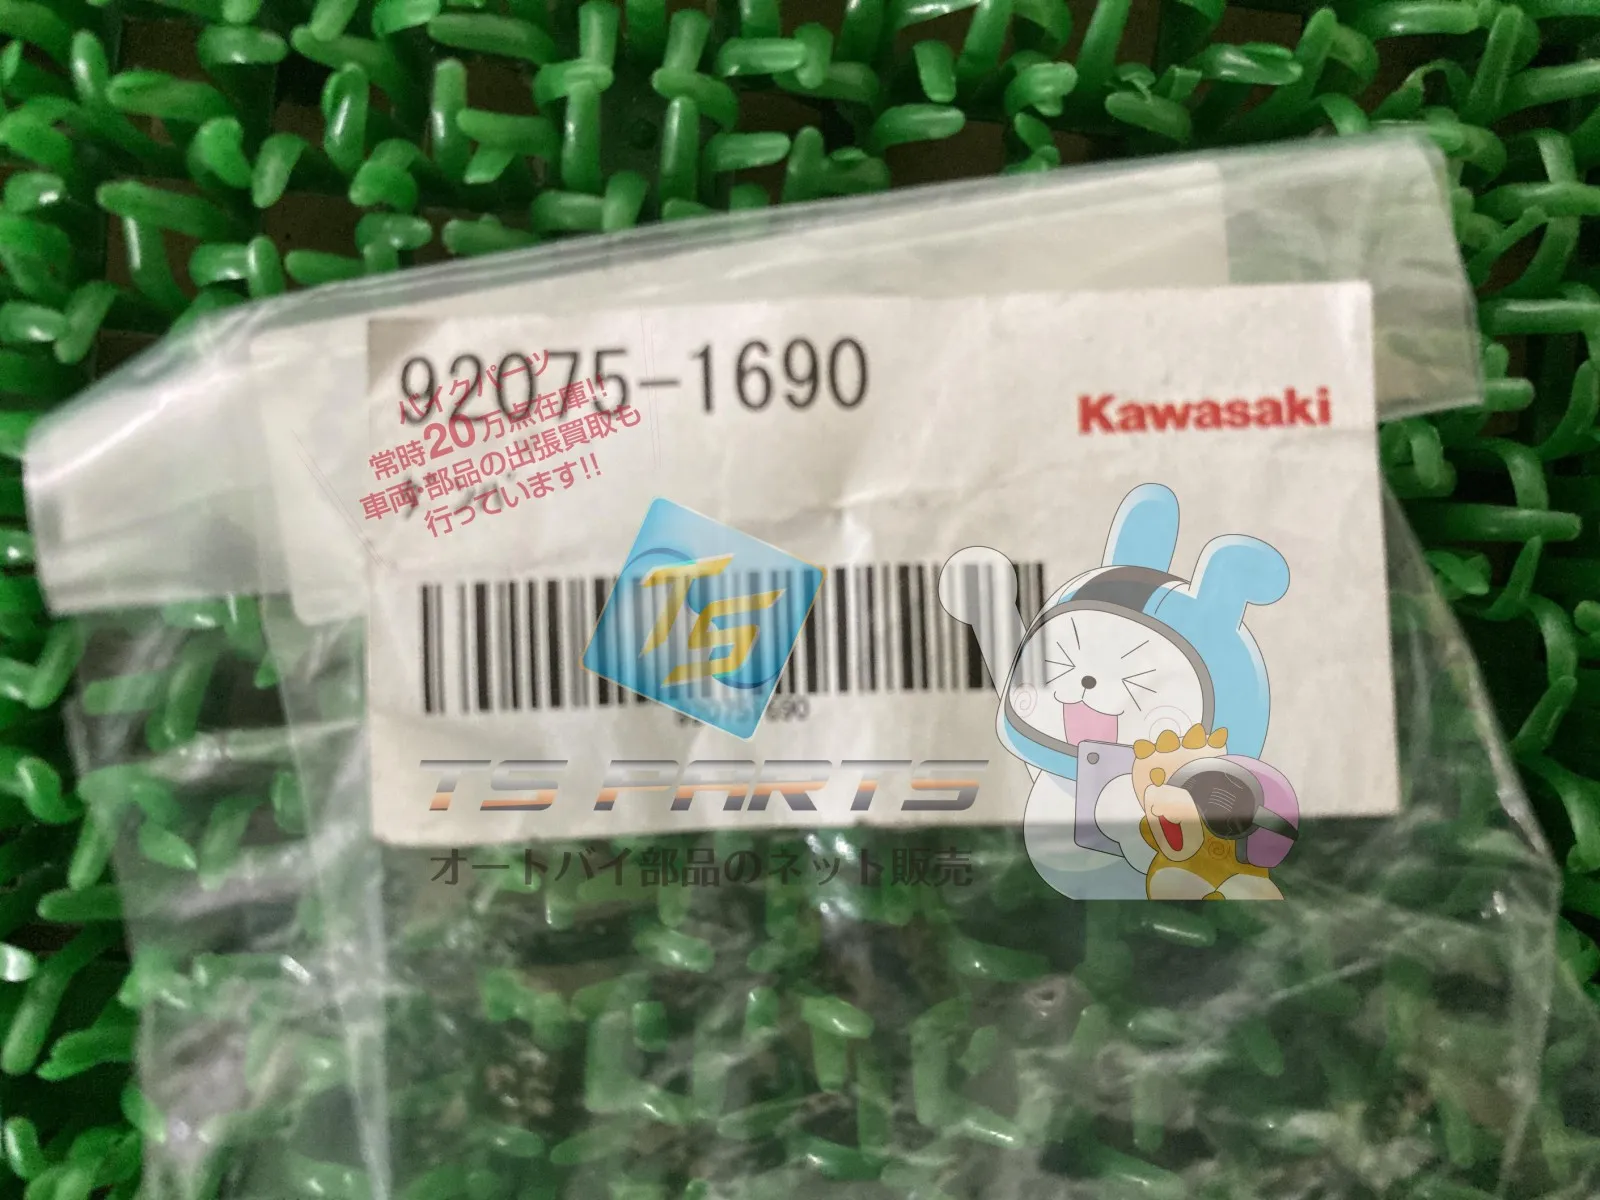 92075-1690
Kawasaki
バイクパーツ
常時20万点在庫!!
車両・部品の出張買取も
行っています!!
TS
920751690
TS PARTS
オートバイ部品のネット販売